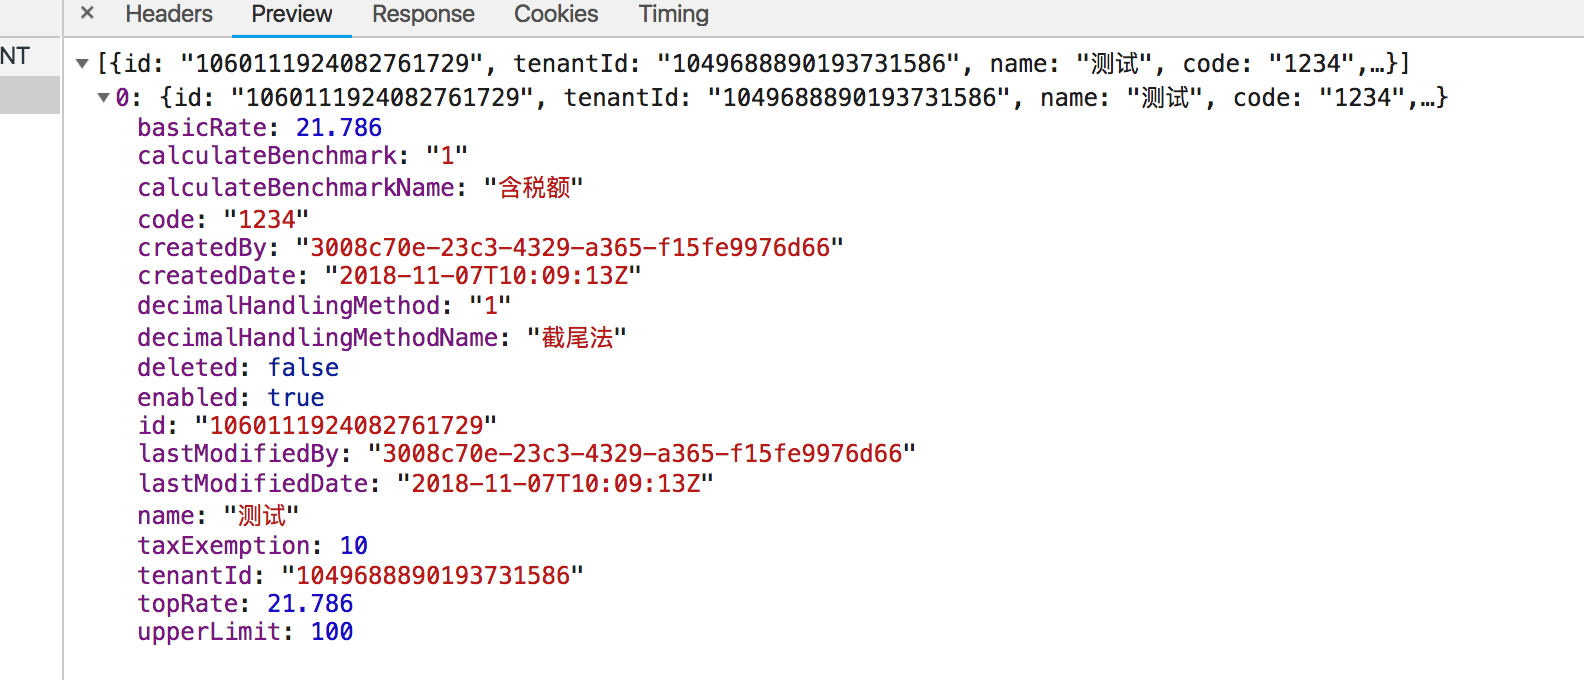 × Headers Preview Response Cookies Timing
NT
▼[{id: "1060111924082761729", tenantId: "1049688890193731586", name: "测试", code: "1234",…}]
▼0: {id: "1060111924082761729", tenantId: "1049688890193731586", name: "测试", code: "1234",…}
basicRate: 21.786
calculateBenchmark: "1"
calculateBenchmarkName: "含税额"
code: "1234"
createdBy: "3008c70e-23c3-4329-a365-f15fe9976d66"
createdDate: "2018-11-07T10:09:13Z"
decimalHandlingMethod: "1"
decimalHandlingMethodName: "截尾法"
deleted: false
enabled: true
id: "1060111924082761729"
lastModifiedBy: "3008c70e-23c3-4329-a365-f15fe9976d66"
lastModifiedDate: "2018-11-07T10:09:13Z"
name: "测试"
taxExemption: 10
tenantId: "1049688890193731586"
topRate: 21.786
upperLimit: 100